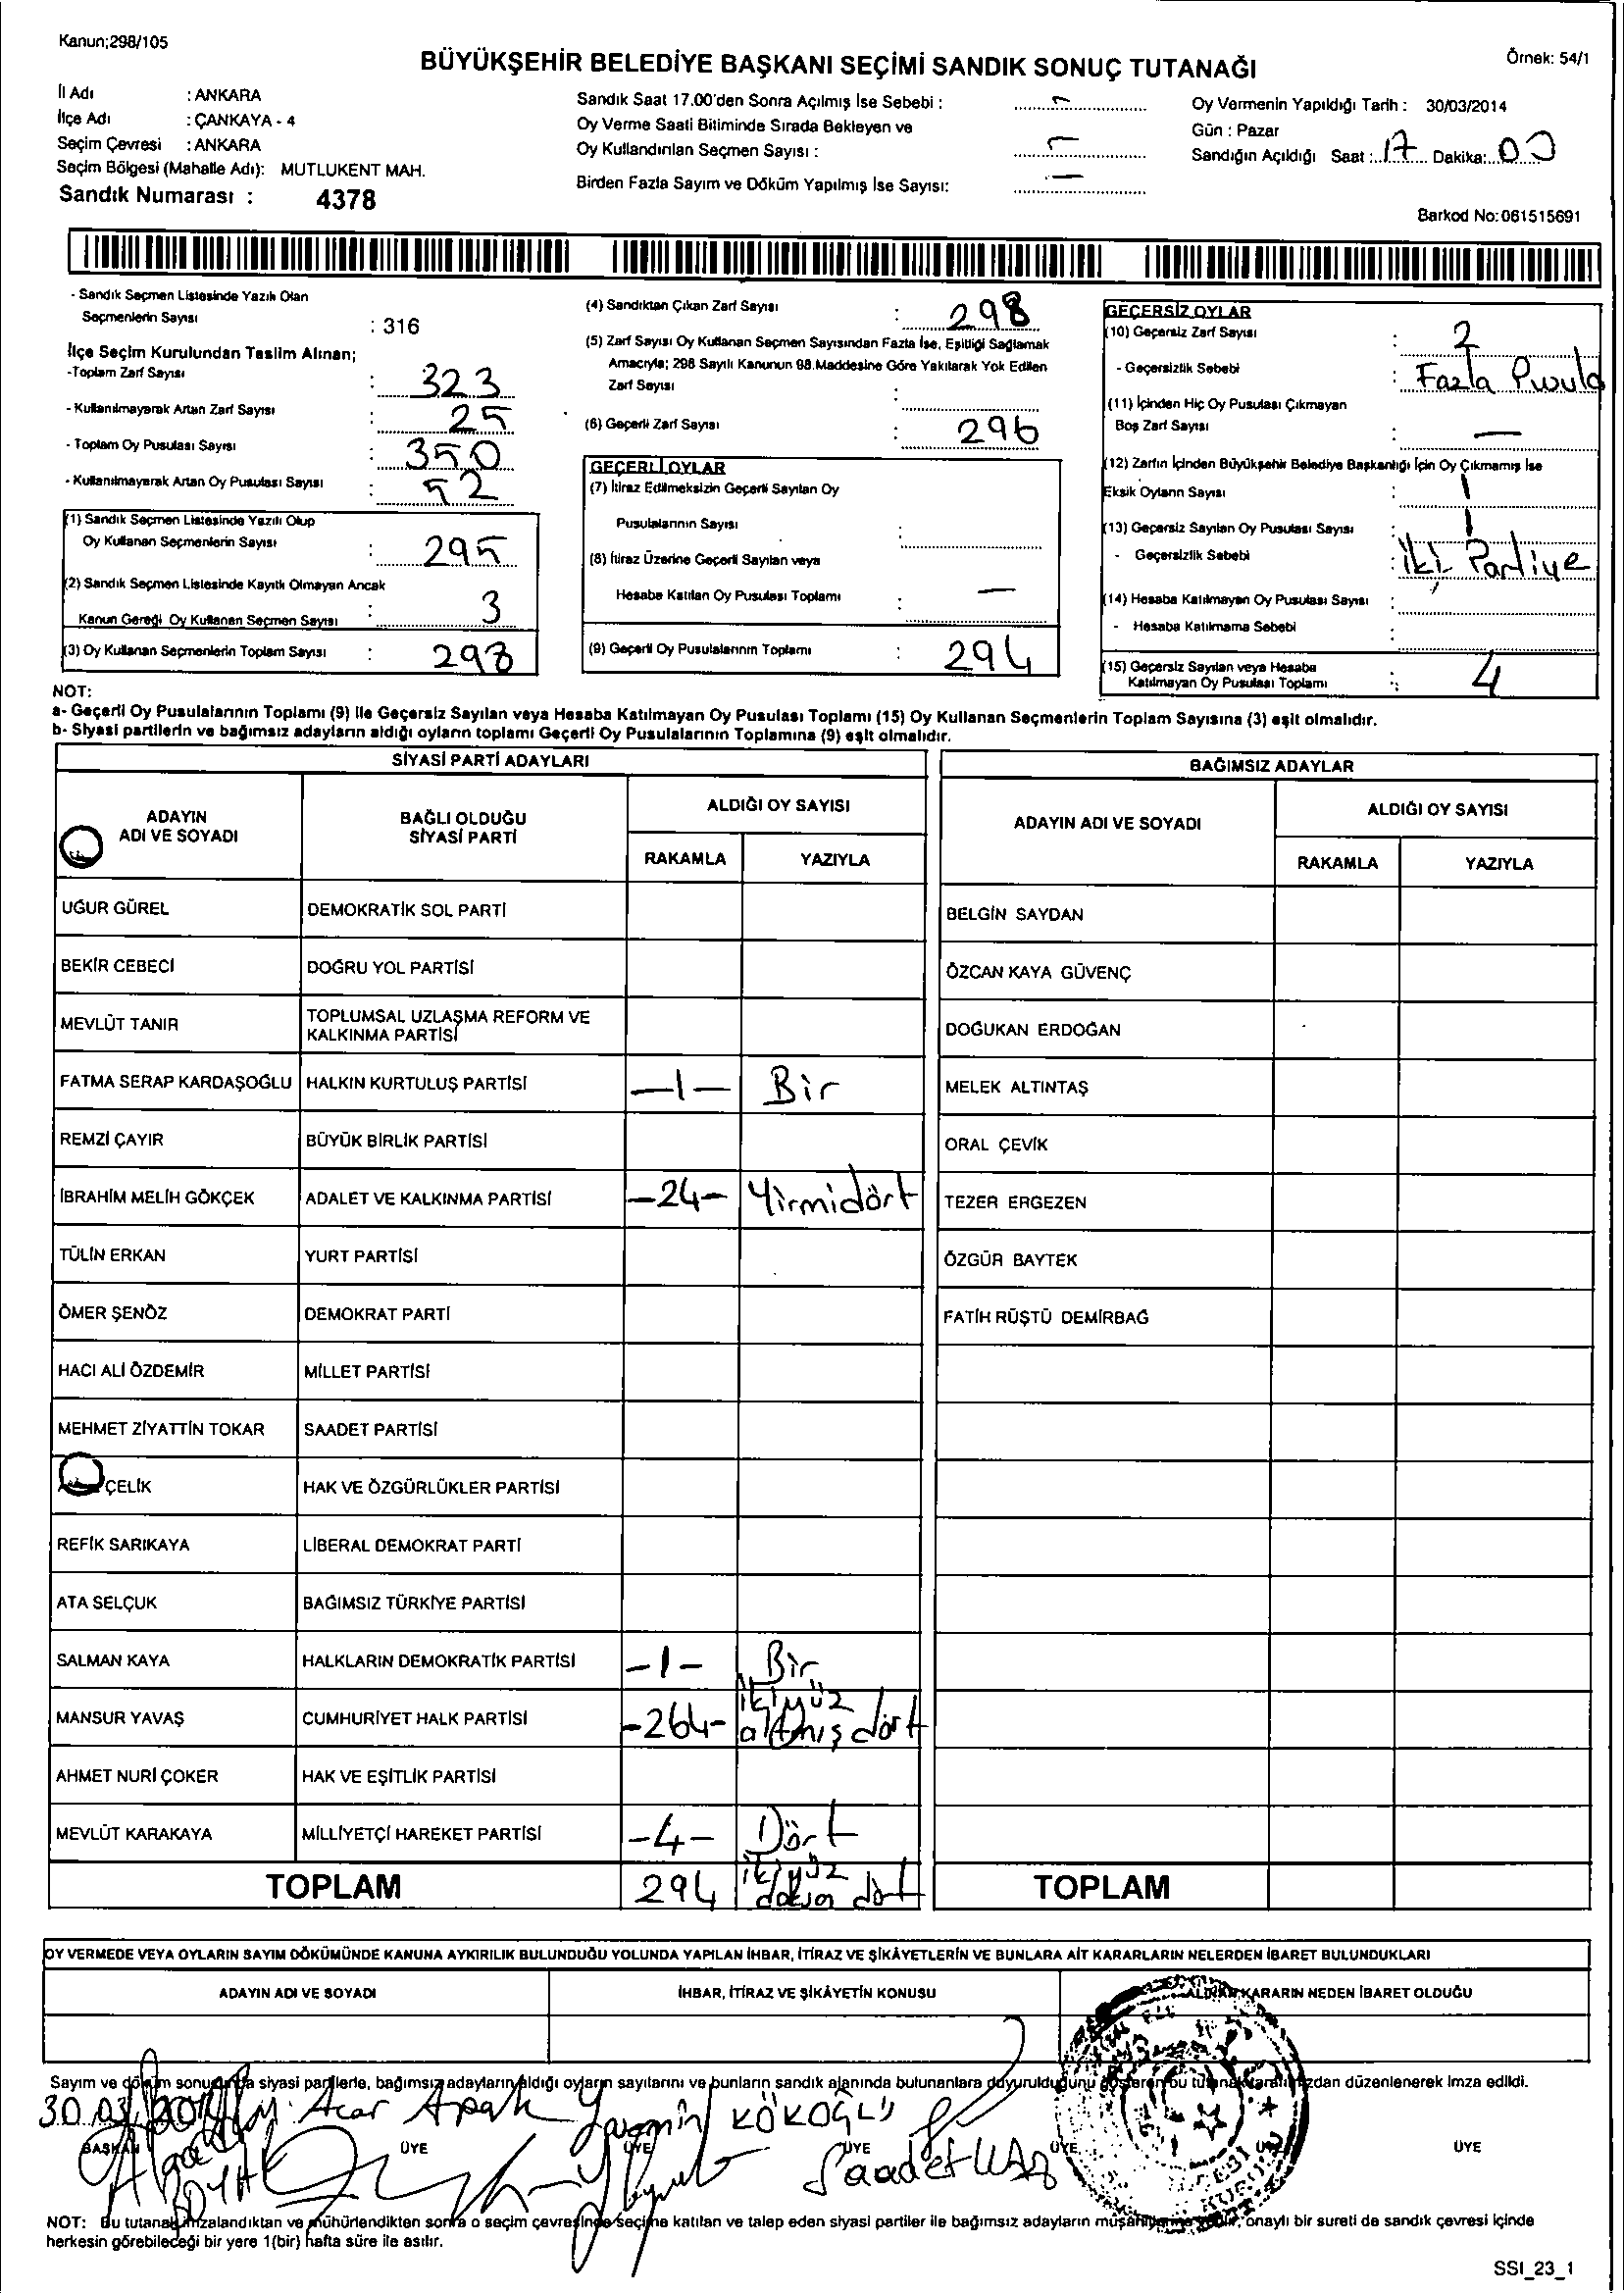 Kanun;298/105
BÜYÜKŞEHİR BELEDİYE BAŞKANI SEÇİMİ SANDIK SONUÇ TUTANAĞI
Örnek: 54/1
İl Adı : ANKARA
İlçe Adı : ÇANKAYA - 4
Seçim Çevresi : ANKARA
Seçim Bölgesi (Mahalle Adı): MUTLUKENT MAH.
Sandık Numarası : 4378
Sandık Saat 17.00'den Sonra Açılmış İse Sebebi : –
Oy Verme Saati Bitiminde Sırada Bekleyen ve
Oy Kullandırılan Seçmen Sayısı : –
Birden Fazla Sayım ve Döküm Yapılmış İse Sayısı: –
Oy Vermenin Yapıldığı Tarih : 30/03/2014
Gün : Pazar
Sandığın Açıldığı Saat : 17 Dakika: 00
Barkod No: 061515691
- Sandık Seçmen Listesinde Yazılı Olan
Seçmenlerin Sayısı : 316
İlçe Seçim Kurulundan Teslim Alınan;
-Toplam Zarf Sayısı : 323
- Kullanılmayarak Artan Zarf Sayısı : 25
- Toplam Oy Pusulası Sayısı : 350
- Kullanılmayarak Artan Oy Pusulası Sayısı : 52
(1) Sandık Seçmen Listesinde Yazılı Olup
Oy Kullanan Seçmenlerin Sayısı : 295
(2) Sandık Seçmen Listesinde Kayıtlı Olmayan Ancak
Kanun Gereği Oy Kullanan Seçmen Sayısı : 3
(3) Oy Kullanan Seçmenlerin Toplam Sayısı : 298
(4) Sandıktan Çıkan Zarf Sayısı : 298
(5) Zarf Sayısı Oy Kullanan Seçmen Sayısından Fazla İse, Eşitliği Sağlamak
Amacıyla; 298 Sayılı Kanunun 98.Maddesine Göre Yakılarak Yok Edilen
Zarf Sayısı :
(6) Geçerli Zarf Sayısı : 296
GEÇERLİ OYLAR
(7) İtiraz Edilmeksizin Geçerli Sayılan Oy
Pusulalarının Sayısı :
(8) İtiraz Üzerine Geçerli Sayılan veya
Hesaba Katılan Oy Pusulası Toplamı : —
(9) Geçerli Oy Pusulalarının Toplamı : 294
GEÇERSİZ OYLAR
(10) Geçersiz Zarf Sayısı : 2
- Geçersizlik Sebebi : Fazla Pusula
(11) İçinden Hiç Oy Pusulası Çıkmayan
Boş Zarf Sayısı : —
(12) Zarfın İçinden Büyükşehir Belediye Başkanlığı İçin Oy Çıkmamış İse
Eksik Oyların Sayısı : 1
(13) Geçersiz Sayılan Oy Pusulası Sayısı : 1
- Geçersizlik Sebebi : İki Partiye
(14) Hesaba Katılmayan Oy Pusulası Sayısı :
- Hesaba Katılmama Sebebi :
(15) Geçersiz Sayılan veya Hesaba
Katılmayan Oy Pusulası Toplamı : 4
NOT:
a- Geçerli Oy Pusulalarının Toplamı (9) ile Geçersiz Sayılan veya Hesaba Katılmayan Oy Pusulası Toplamı (15) Oy Kullanan Seçmenlerin Toplam Sayısına (3) eşit olmalıdır.
b- Siyasi partilerin ve bağımsız adayların aldığı oyların toplamı Geçerli Oy Pusulalarının Toplamına (9) eşit olmalıdır.
SİYASİ PARTİ ADAYLARI
ADAYIN
ADI VE SOYADI
BAĞLI OLDUĞU
SİYASİ PARTİ
ALDIĞI OY SAYISI
RAKAMLA YAZIYLA
UĞUR GÜREL DEMOKRATİK SOL PARTİ
BEKİR CEBECİ DOĞRU YOL PARTİSİ
MEVLÜT TANIR TOPLUMSAL UZLAŞMA REFORM VE
KALKINMA PARTİSİ
FATMA SERAP KARDAŞOĞLU HALKIN KURTULUŞ PARTİSİ —1— Bir
REMZİ ÇAYIR BÜYÜK BİRLİK PARTİSİ
İBRAHİM MELİH GÖKÇEK ADALET VE KALKINMA PARTİSİ -24- Yirmidört
TÜLİN ERKAN YURT PARTİSİ
ÖMER ŞENÖZ DEMOKRAT PARTİ
HACI ALİ ÖZDEMİR MİLLET PARTİSİ
MEHMET ZİYATTİN TOKAR SAADET PARTİSİ
ÇELİK HAK VE ÖZGÜRLÜKLER PARTİSİ
REFİK SARIKAYA LİBERAL DEMOKRAT PARTİ
ATA SELÇUK BAĞIMSIZ TÜRKİYE PARTİSİ
SALMAN KAYA HALKLARIN DEMOKRATİK PARTİSİ -1- Bir
MANSUR YAVAŞ CUMHURİYET HALK PARTİSİ -264- ikiyüz
altmış dört
AHMET NURİ ÇOKER HAK VE EŞİTLİK PARTİSİ
MEVLÜT KARAKAYA MİLLİYETÇİ HAREKET PARTİSİ -4- Dört
TOPLAM 294 ikiyüz
doksan dört
BAĞIMSIZ ADAYLAR
ADAYIN ADI VE SOYADI
ALDIĞI OY SAYISI
RAKAMLA YAZIYLA
BELGİN SAYDAN
ÖZCAN KAYA GÜVENÇ
DOĞUKAN ERDOĞAN
MELEK ALTINTAŞ
ORAL ÇEVİK
TEZER ERGEZEN
ÖZGÜR BAYTEK
FATİH RÜŞTÜ DEMİRBAĞ
TOPLAM
OY VERMEDE VEYA OYLARIN SAYIM DÖKÜMÜNDE KANUNA AYKIRILIK BULUNDUĞU YOLUNDA YAPILAN İHBAR, İTİRAZ VE ŞİKÂYETLERİN VE BUNLARA AİT KARARLARIN NELERDEN İBARET BULUNDUKLARI
ADAYIN ADI VE SOYADI
İHBAR, İTİRAZ VE ŞİKÂYETİN KONUSU
ALINAN KARARIN NEDEN İBARET OLDUĞU
Sayım ve döküm sonucunda siyasi partilerle, bağımsız adayların aldığı oyların sayılarını ve bunların sandık alanında bulunanlara duyurulduğunu gösteren bu tutanak tarafımızdan düzenlenerek imza edildi.
30.03.2014 Acar Yasemin KÖKOĞLU
BAŞKAN ÜYE ÜYE ÜYE ÜYE ÜYE ÜYE
Saadet
NOT: Bu tutanak imzalandıktan ve mühürlendikten sonra o seçim çevresinde seçime katılan ve talep eden siyasi partiler ile bağımsız adayların müşahitlerine verilir, onaylı bir sureti de sandık çevresi içinde
herkesin görebileceği bir yere 1(bir) hafta süre ile asılır.
SSI_23_1